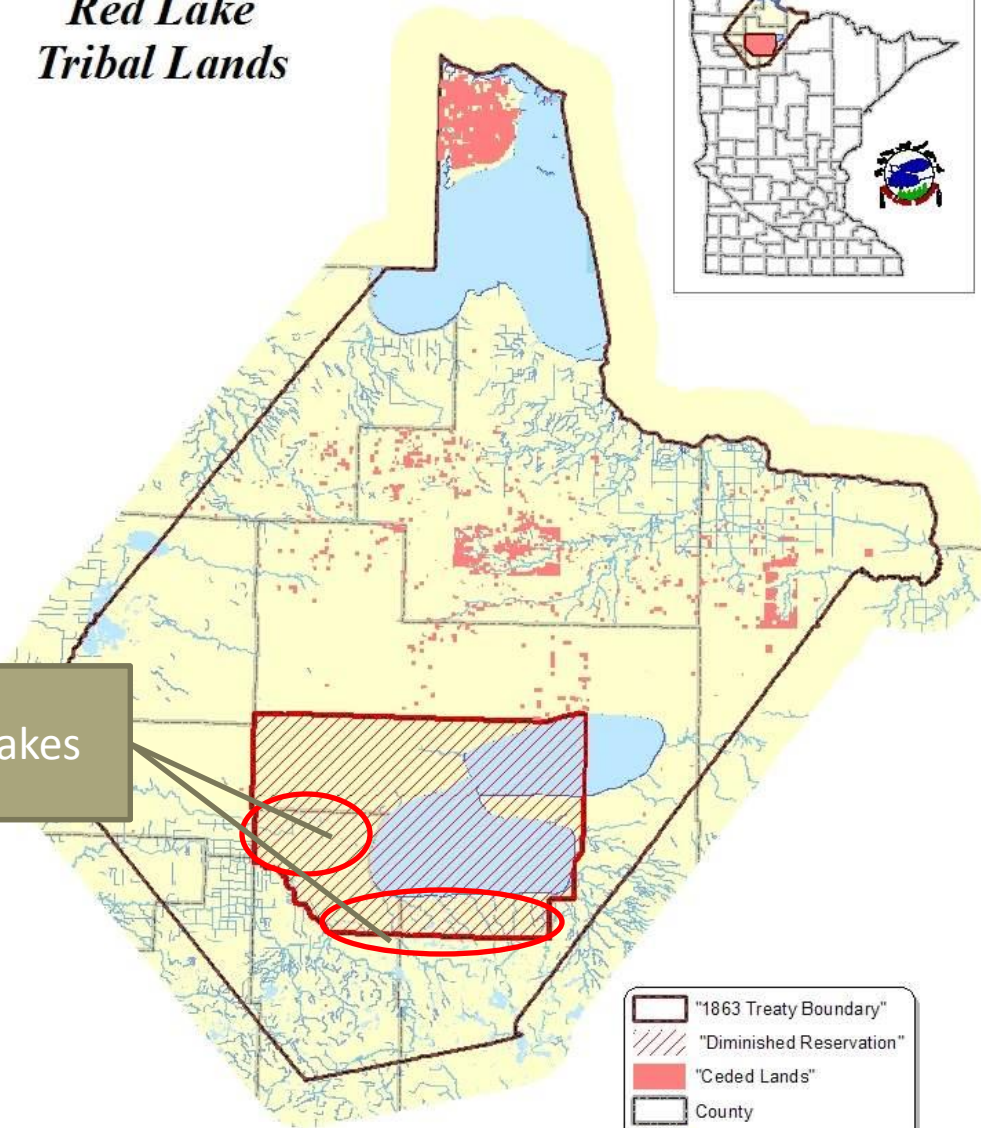 Red Lake
Tribal Lands
akes
"1863 Treaty Boundary"
"Diminished Reservation"
"Ceded Lands"
County